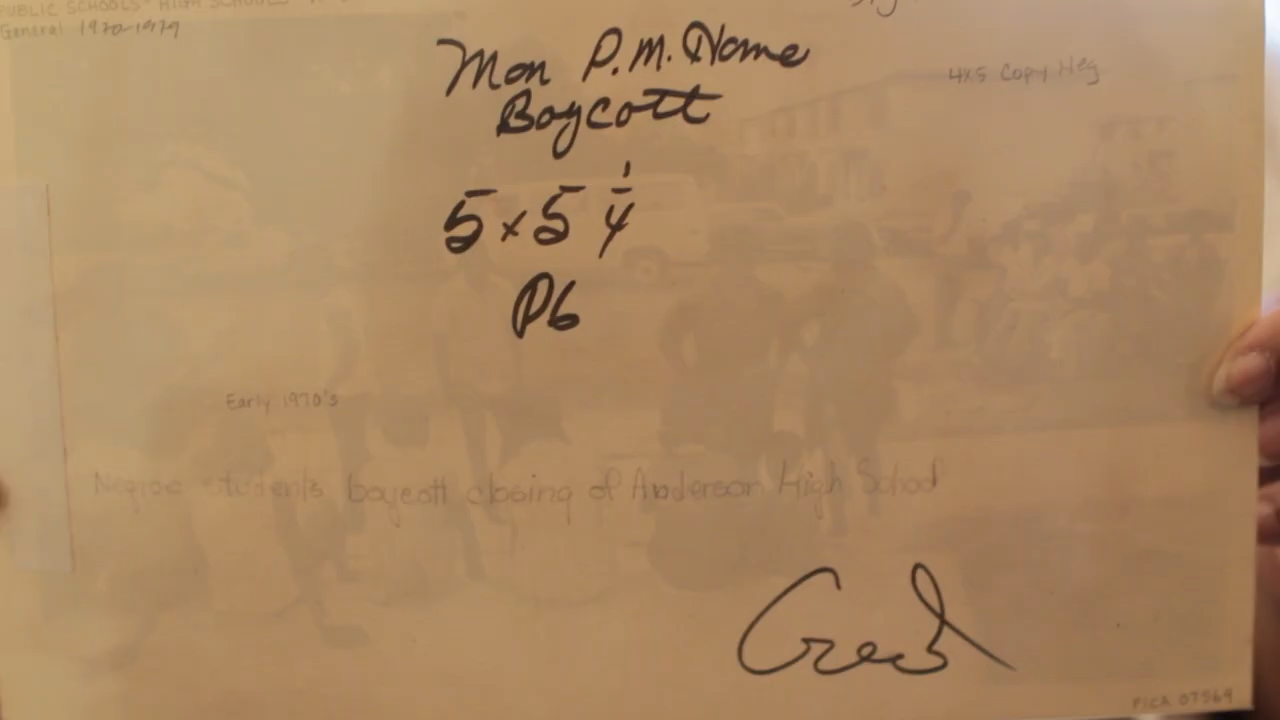 PUBLIC SCHOOLS HIGH SCHOOLS
General 1970-1979
Mon P.M. Home
Boycott
4x5 Copy Neg
5 x 5 1/4
P6
Early 1970's
Negroe students boycott closing of Anderson High School
PICA 07569